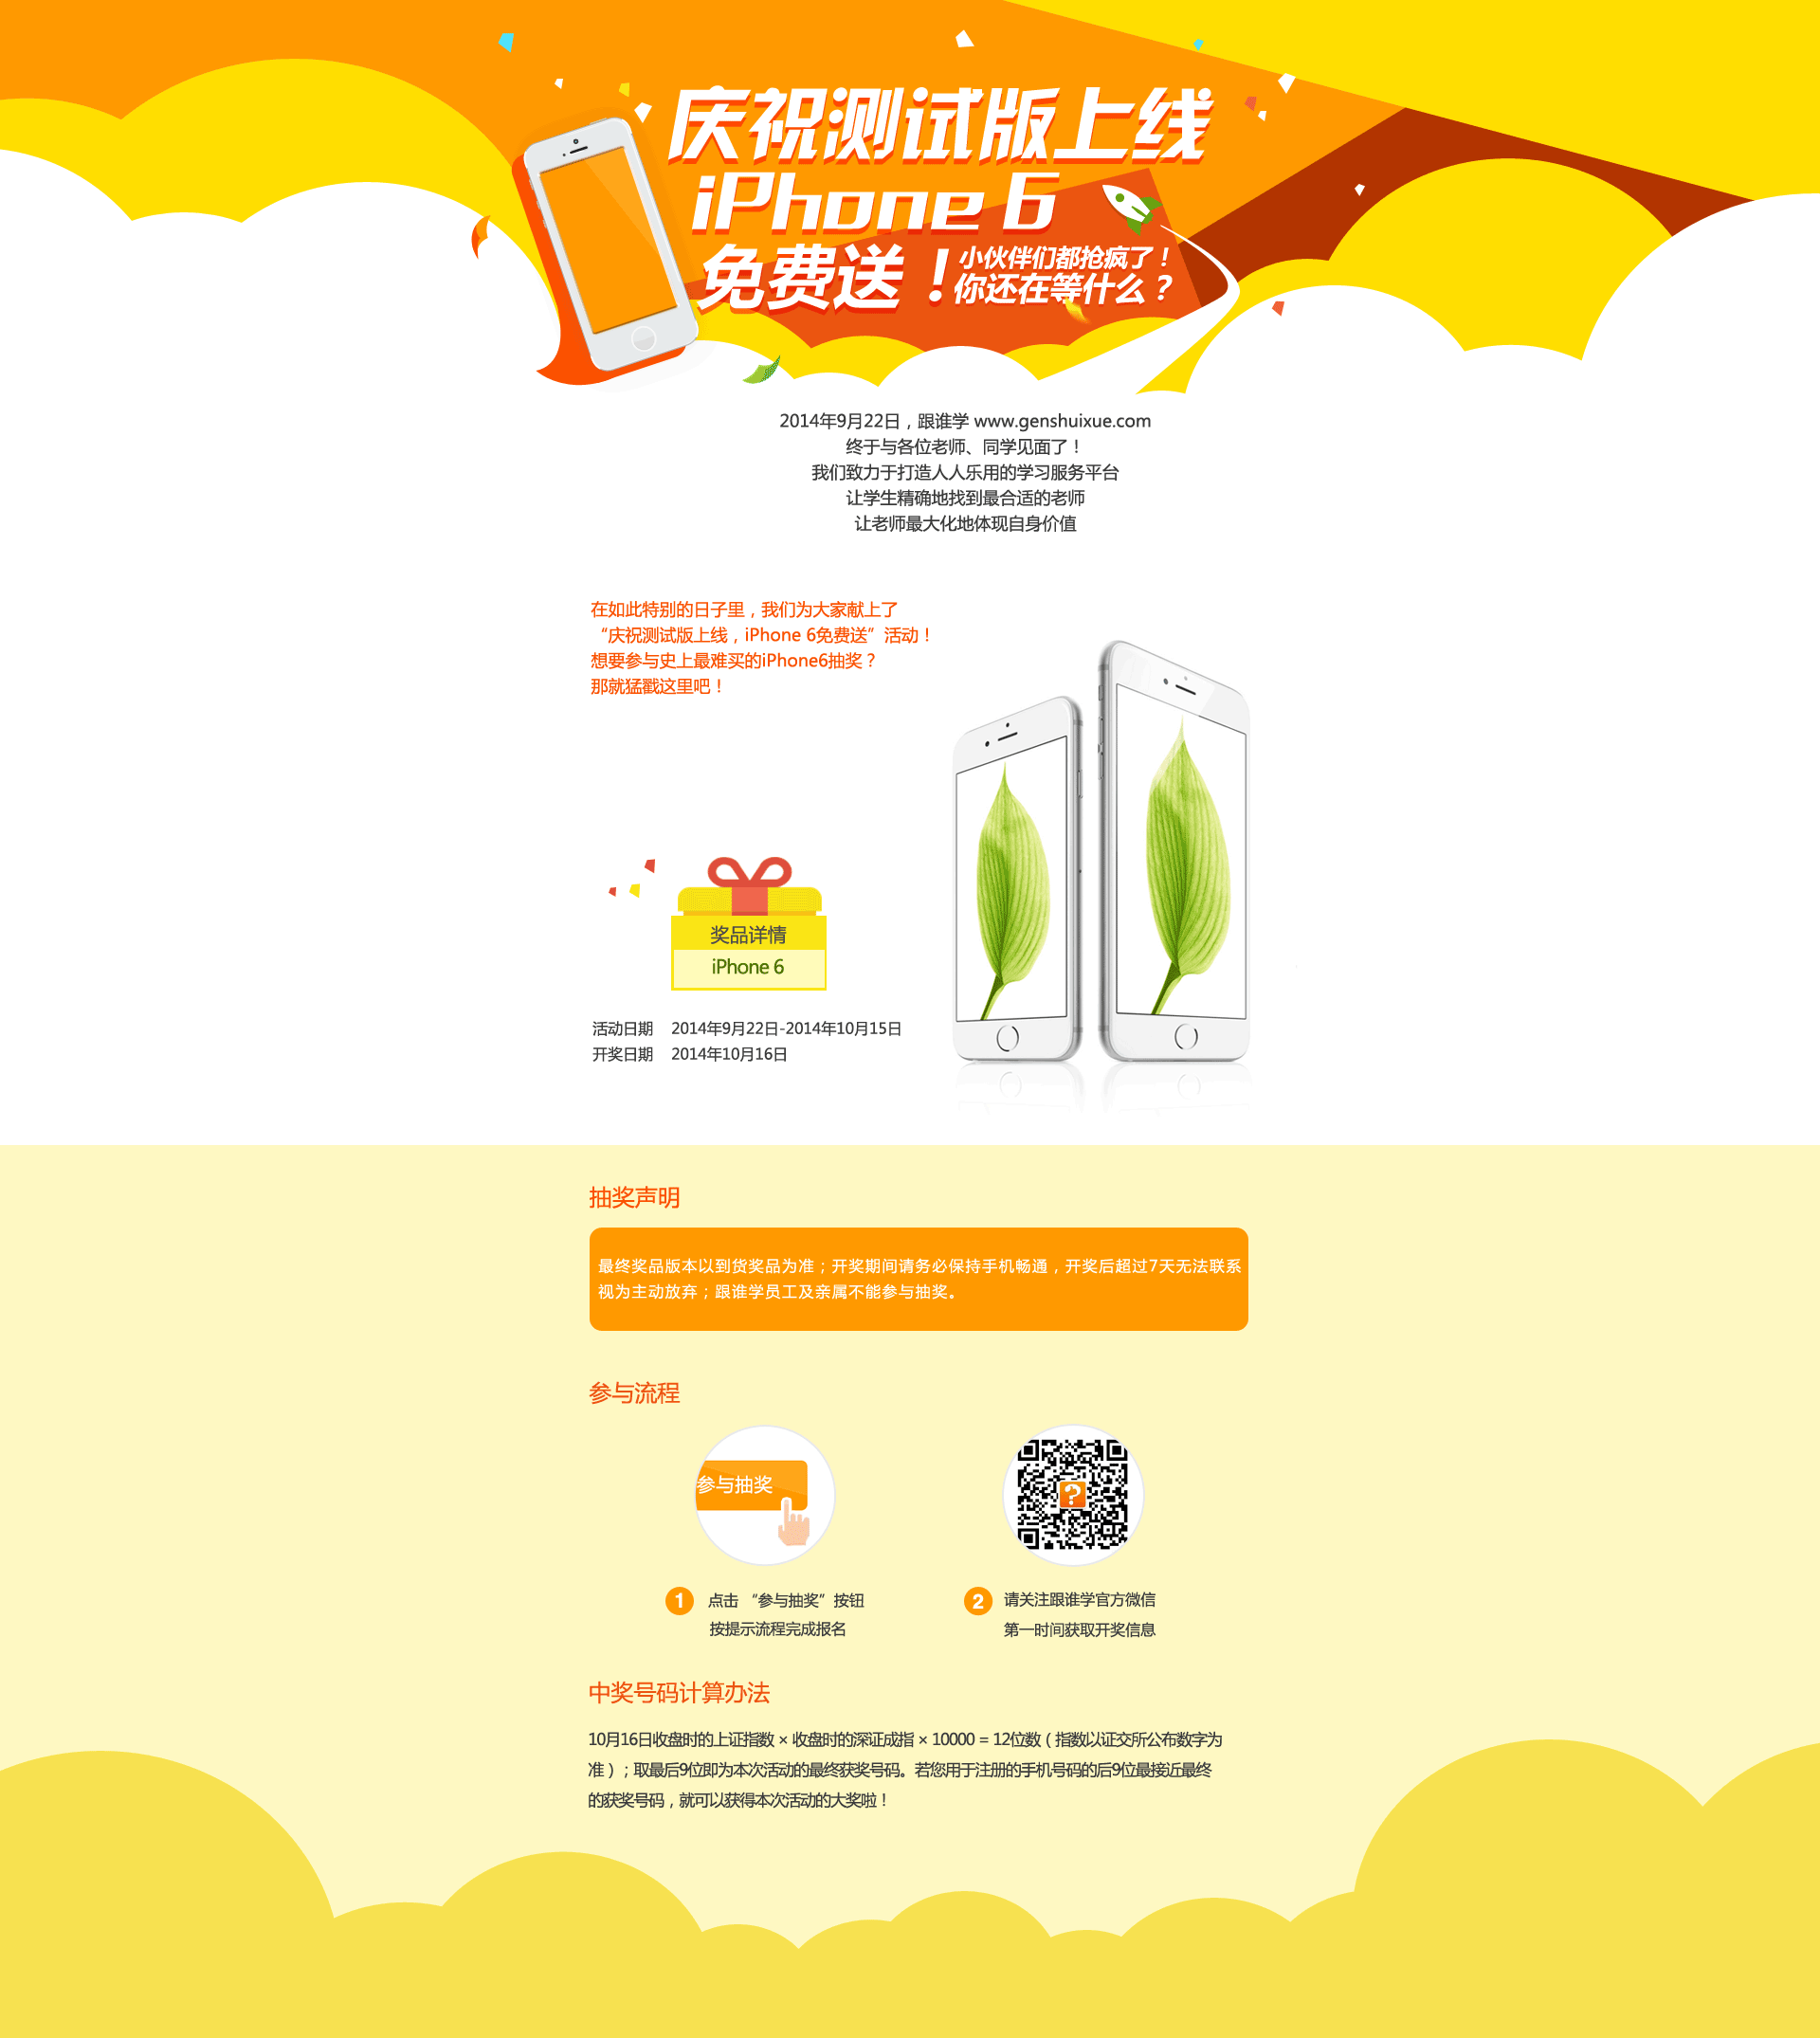 庆祝测试版上线
iPhone 6
免费送！
小伙伴们都抢疯了！
你还在等什么？
2014年9月22日，跟谁学 www.genshuixue.com
终于与各位老师、同学见面了！
我们致力于打造人人乐用的学习服务平台
让学生精确地找到最合适的老师
让老师最大化地体现自身价值
在如此特别的日子里，我们为大家献上了
“庆祝测试版上线，iPhone 6免费送”活动！
想要参与史上最难买的iPhone6抽奖？
那就猛戳这里吧！
奖品详情
iPhone 6
活动日期 2014年9月22日-2014年10月15日
开奖日期 2014年10月16日
抽奖声明
最终奖品版本以到货奖品为准；开奖期间请务必保持手机畅通，开奖后超过7天无法联系
视为主动放弃；跟谁学员工及亲属不能参与抽奖。
参与流程
参与抽奖
?
1 点击 “参与抽奖”按钮
按提示流程完成报名
2 请关注跟谁学官方微信
第一时间获取开奖信息
中奖号码计算办法
10月16日收盘时的上证指数 × 收盘时的深证成指 × 10000 = 12位数（指数以证交所公布数字为
准）；取最后9位即为本次活动的最终获奖号码。若您用于注册的手机号码的后9位最接近最终
的获奖号码，就可以获得本次活动的大奖啦！